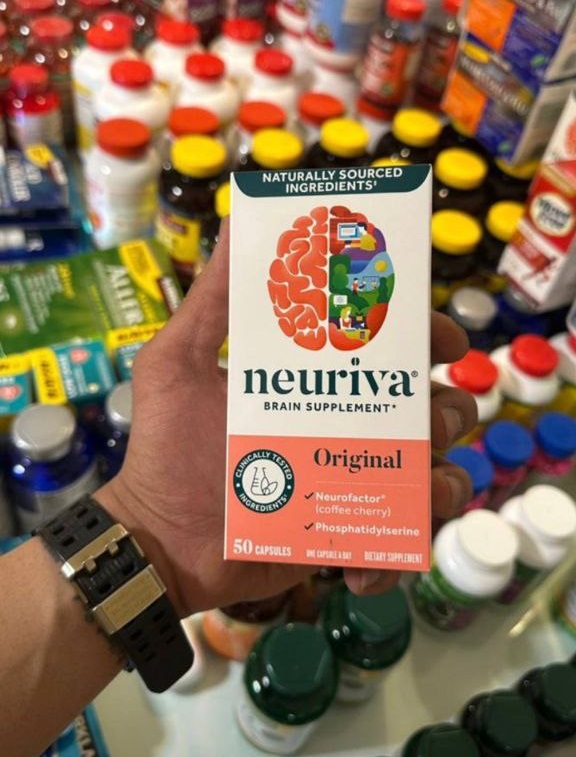 NATURALLY SOURCED
INGREDIENTS†
neuriva®
BRAIN SUPPLEMENT*
Original
CLINICALLY TESTED
INGREDIENTS†
✓ Neurofactor®
(coffee cherry)
✓ Phosphatidylserine
50 CAPSULES
ONE CAPSULE A DAY
DIETARY SUPPLEMENT